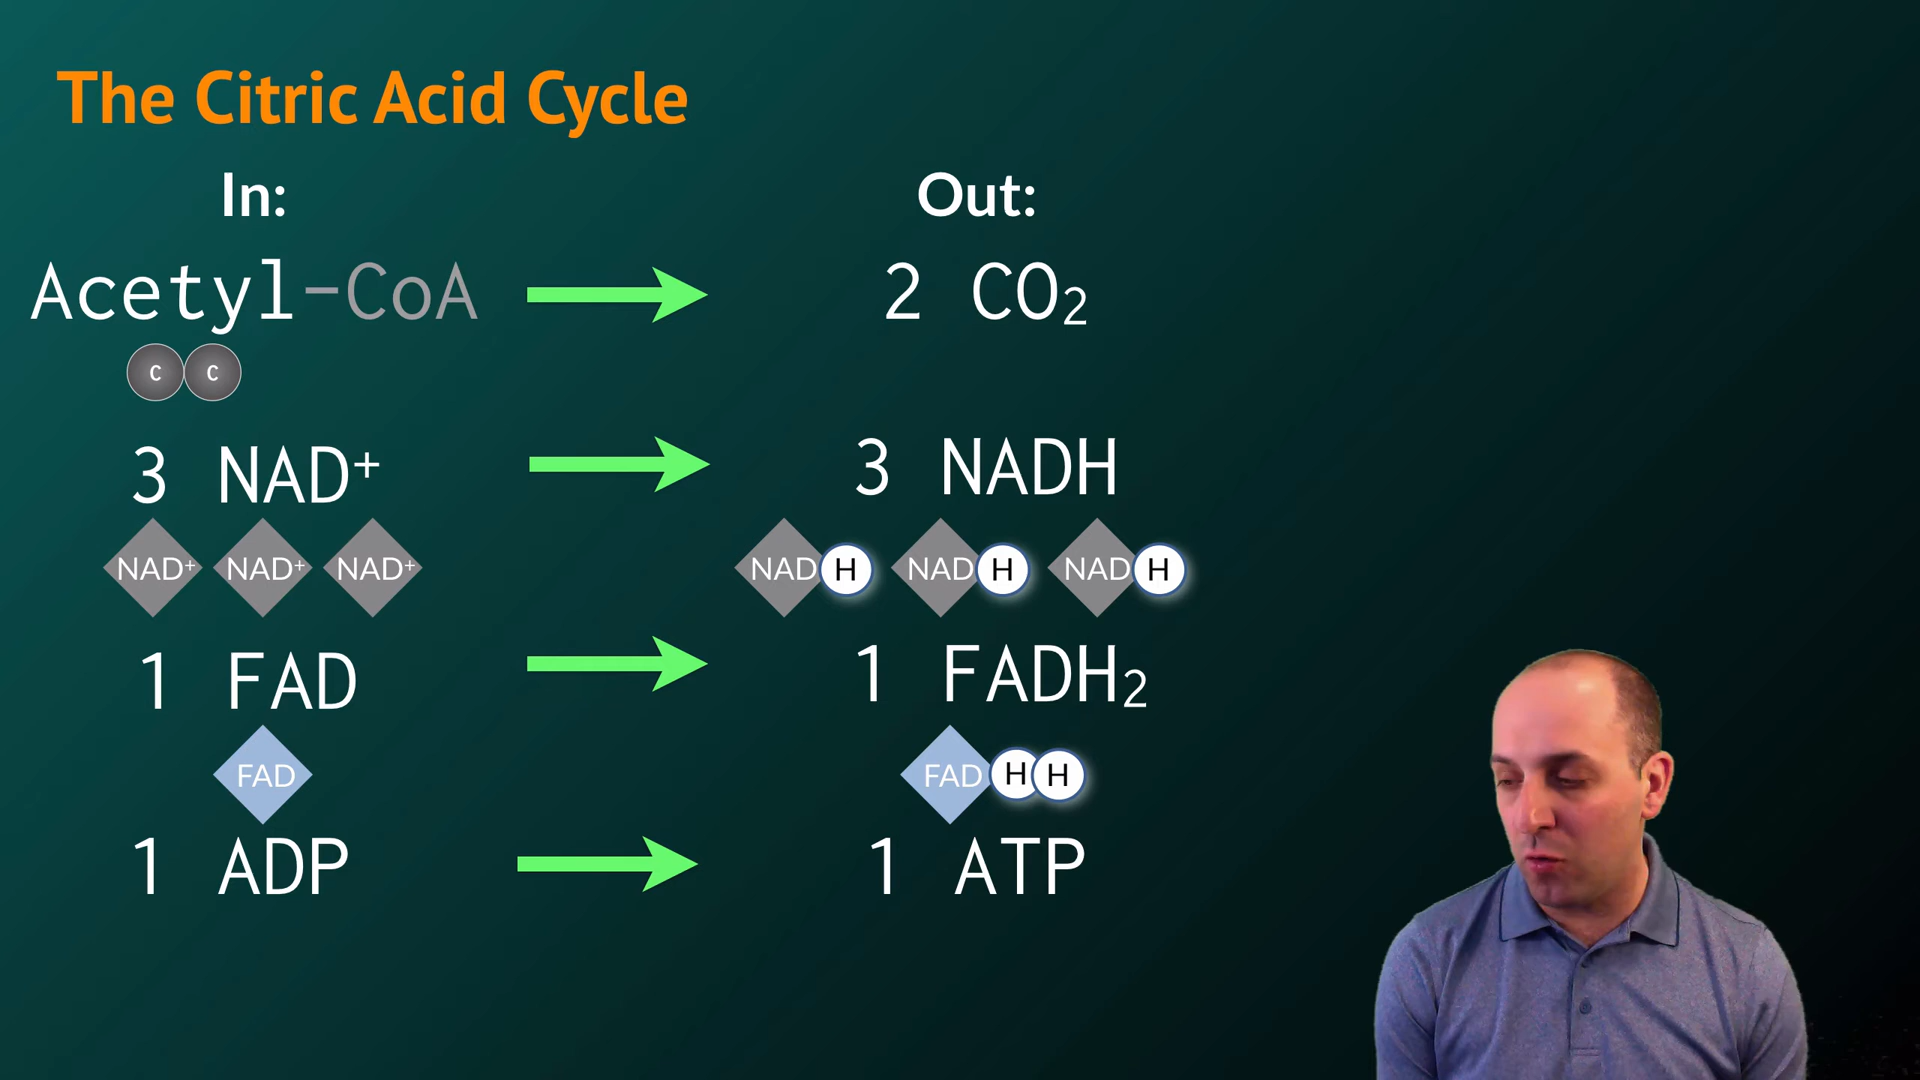 The Citric Acid Cycle
In: Out:
Acetyl-CoA 2 CO₂
C C
3 NAD⁺ 3 NADH
NAD⁺ NAD⁺ NAD⁺ NAD H NAD H NAD H
1 FAD 1 FADH₂
FAD FAD H H
1 ADP 1 ATP